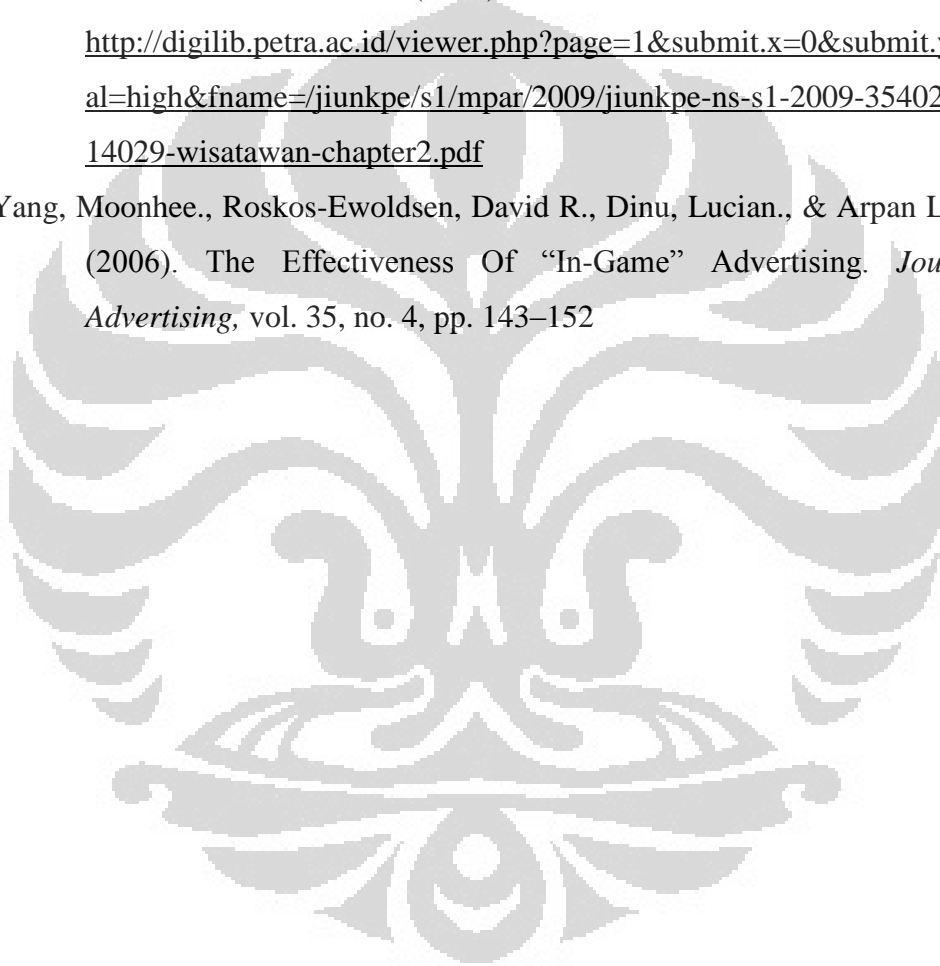 http://digilib.petra.ac.id/viewer.php?page=1&submit.x=0&submit.
al=high&fname=/jiunkpe/s1/mpar/2009/jiunkpe-ns-s1-2009-35402
14029-wisatawan-chapter2.pdf
Yang, Moonhee., Roskos-Ewoldsen, David R., Dinu, Lucian., & Arpan L
(2006). The Effectiveness Of “In-Game” Advertising. Jou
Advertising, vol. 35, no. 4, pp. 143–152